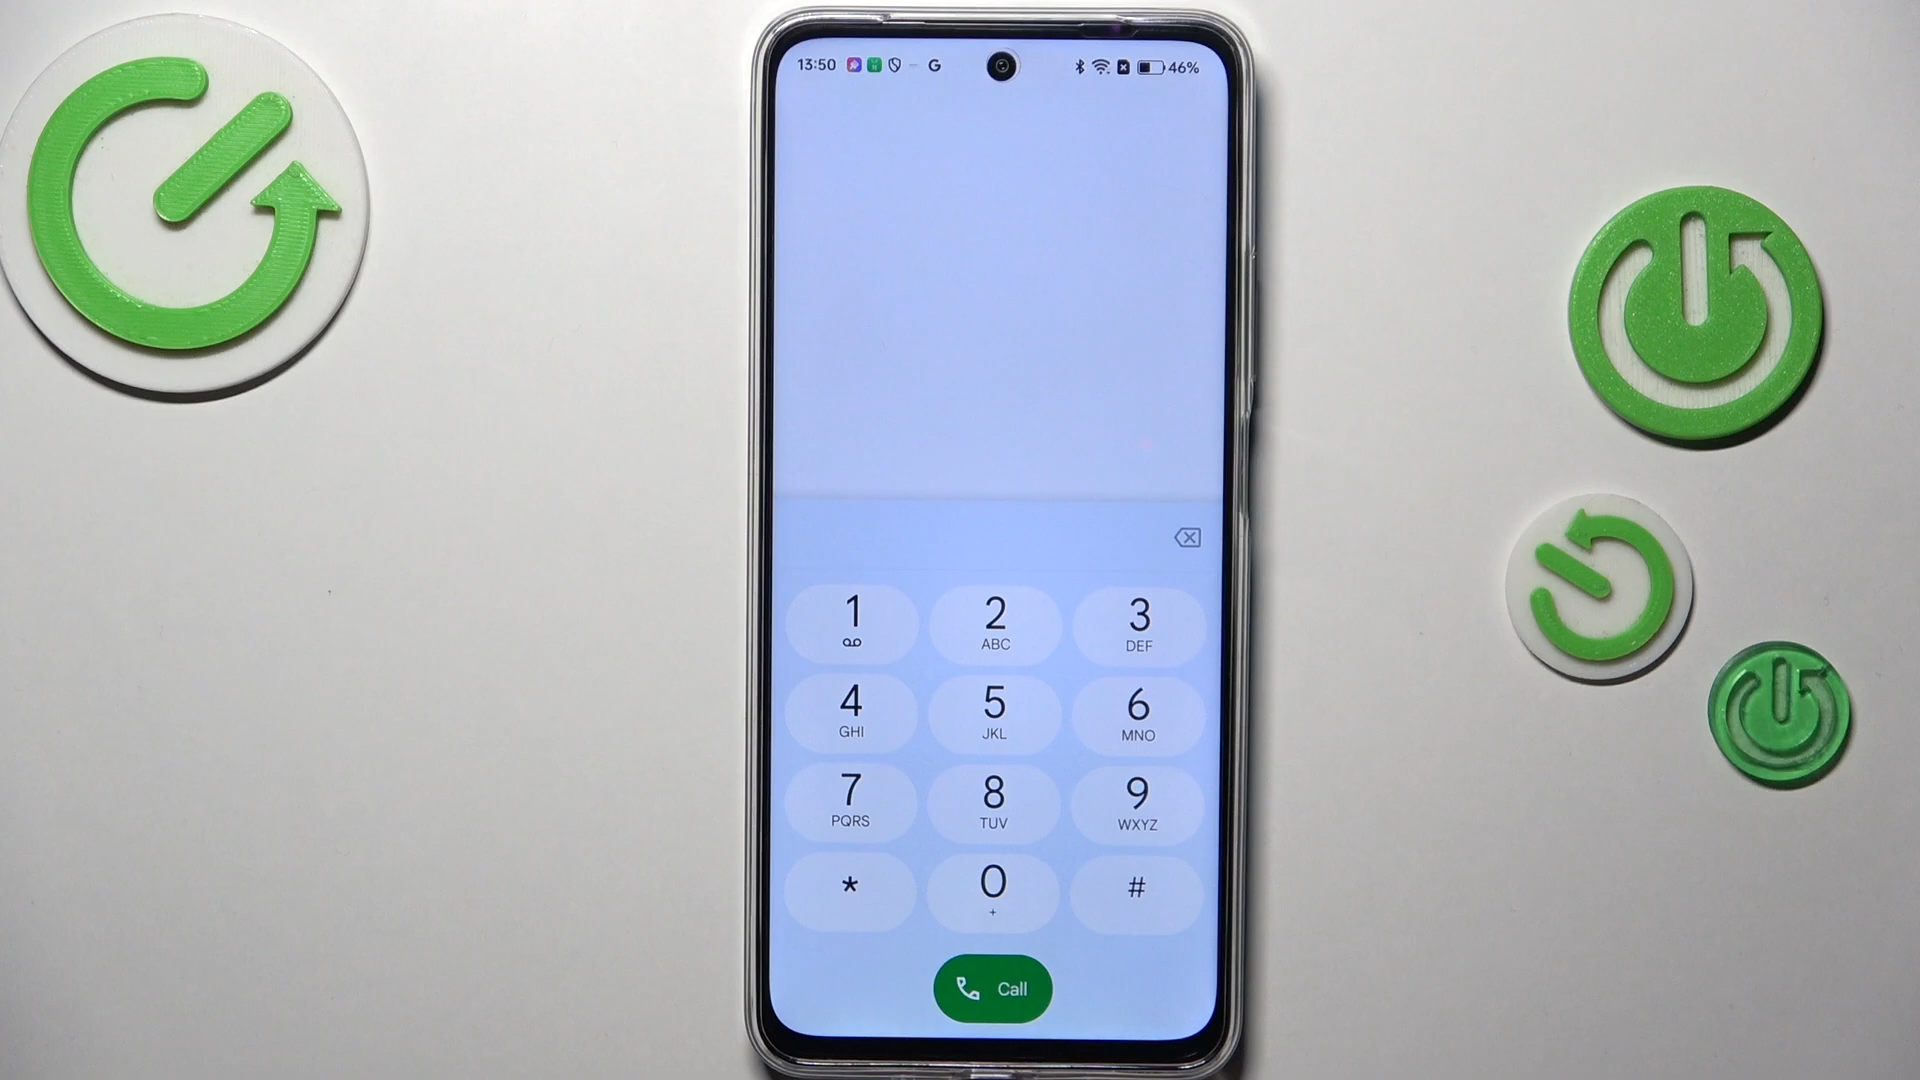 13:50 G 46%
1 2 3
ABC DEF
4 5 6
GHI JKL MNO
7 8 9
PQRS TUV WXYZ
* 0 #
+
Call